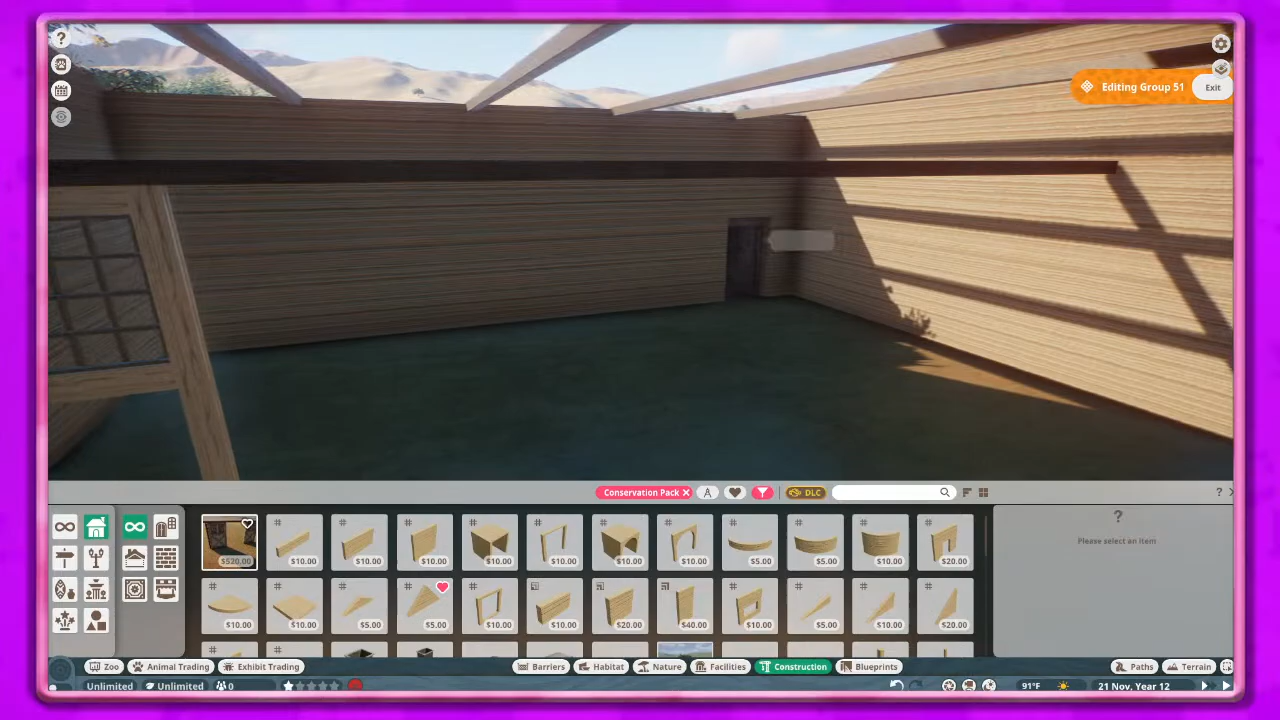 ?
Editing Group 51
Exit
Conservation Pack ×
A
DLC
?
$520.00
$10.00
$10.00
$10.00
$10.00
$10.00
$10.00
$10.00
$5.00
$5.00
$10.00
$20.00
?
Please select an item
$10.00
$10.00
$5.00
$5.00
$10.00
$10.00
$20.00
$40.00
$10.00
$5.00
$10.00
$20.00
Zoo
Animal Trading
Exhibit Trading
Barriers
Habitat
Nature
Facilities
Construction
Blueprints
Paths
Terrain
Unlimited
Unlimited
0
91°F
21 Nov, Year 12